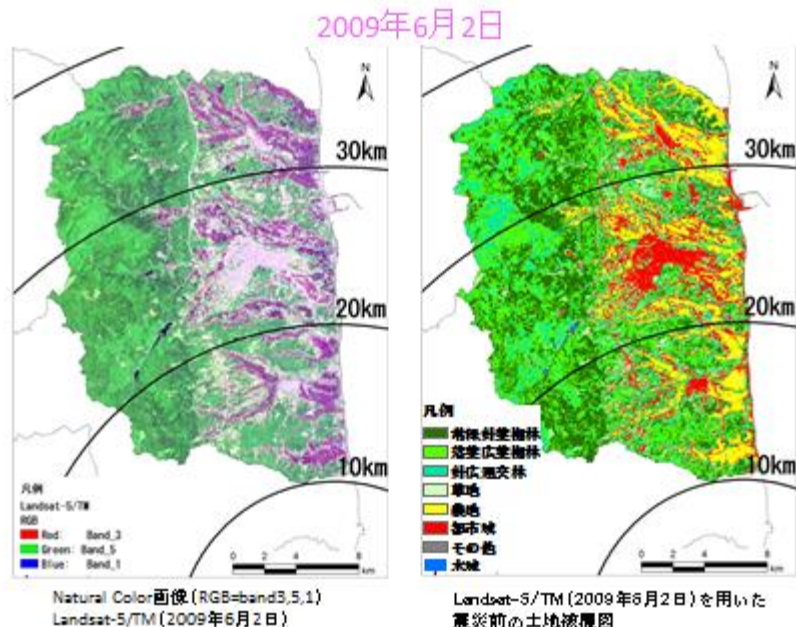 2009年6月2日
N
30km
20km
10km
凡例
Landsat-5/TM
RGB
Red: Band_3
Green: Band_5
Blue: Band_1
0 2 4 6 8
km
Natural Color画像(RGB=band3,5,1)
Landsat-5/TM(2009年6月2日)
N
30km
20km
10km
凡例
常緑針葉樹林
落葉広葉樹林
針広混交林
草地
農地
都市域
その他
水域
0 2 4 6 8
km
Landsat-5/TM(2009年6月2日)を用いた
震災前の土地被覆図